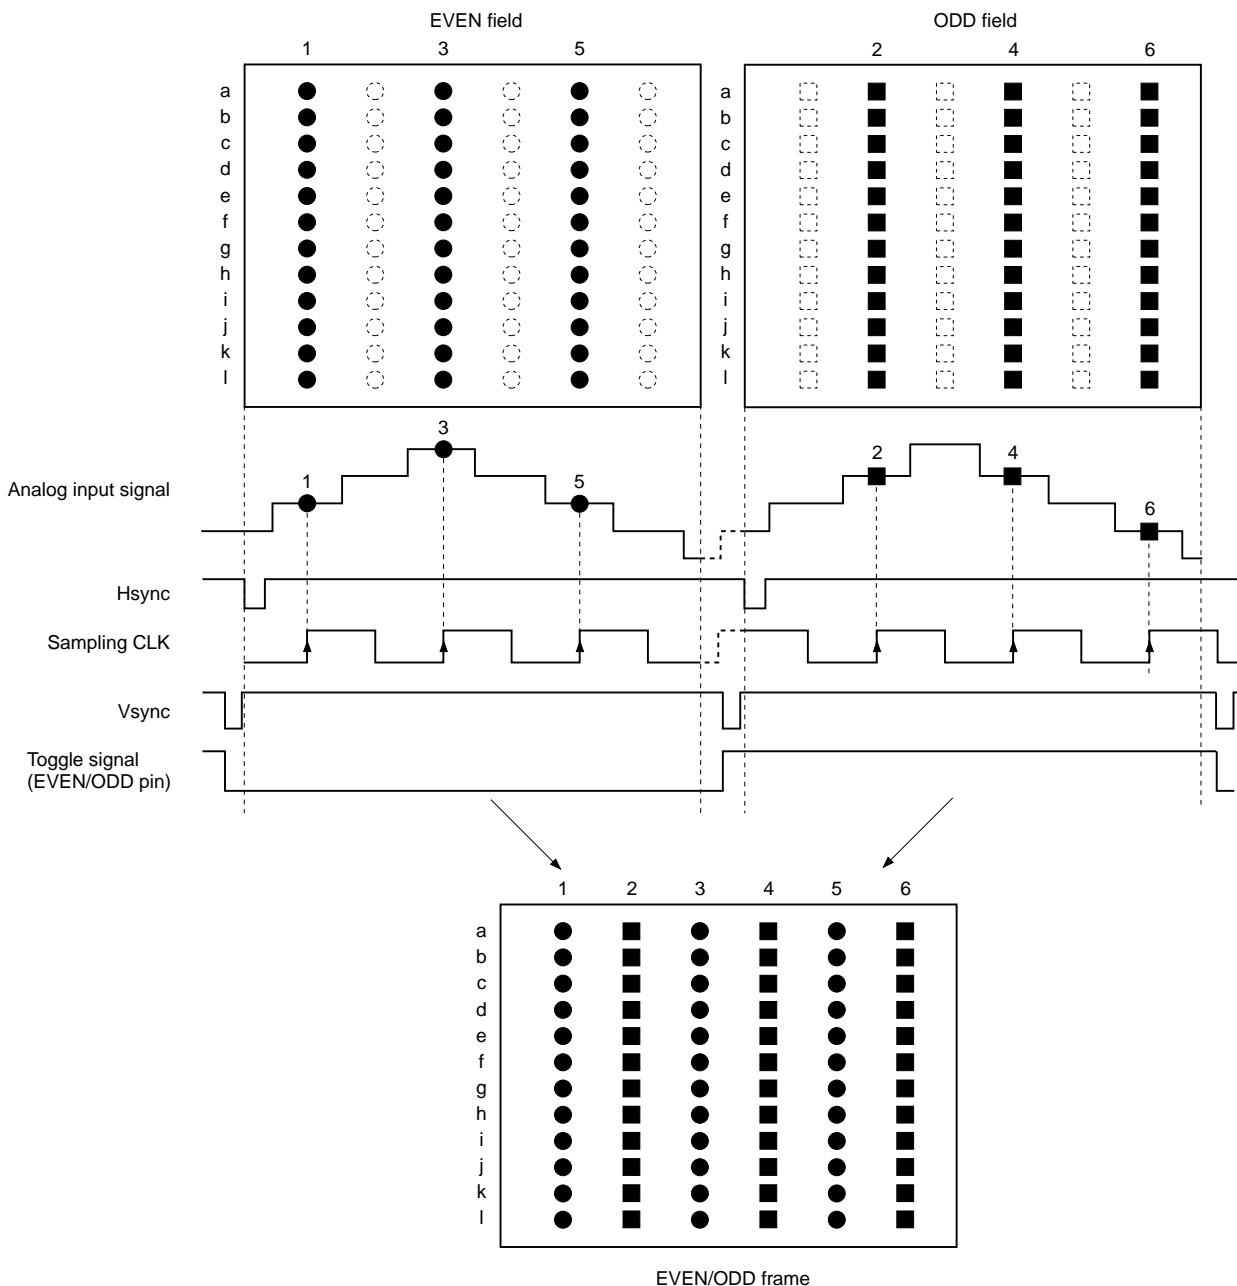 EVEN field
ODD field
1 3 5
2 4 6
a a
b b
c c
d d
e e
f f
g g
h h
i i
j j
k k
l l
Analog input signal
1 3 5
2 4 6
Hsync
Sampling CLK
Vsync
Toggle signal
(EVEN/ODD pin)
1 2 3 4 5 6
a
b
c
d
e
f
g
h
i
j
k
l
EVEN/ODD frame